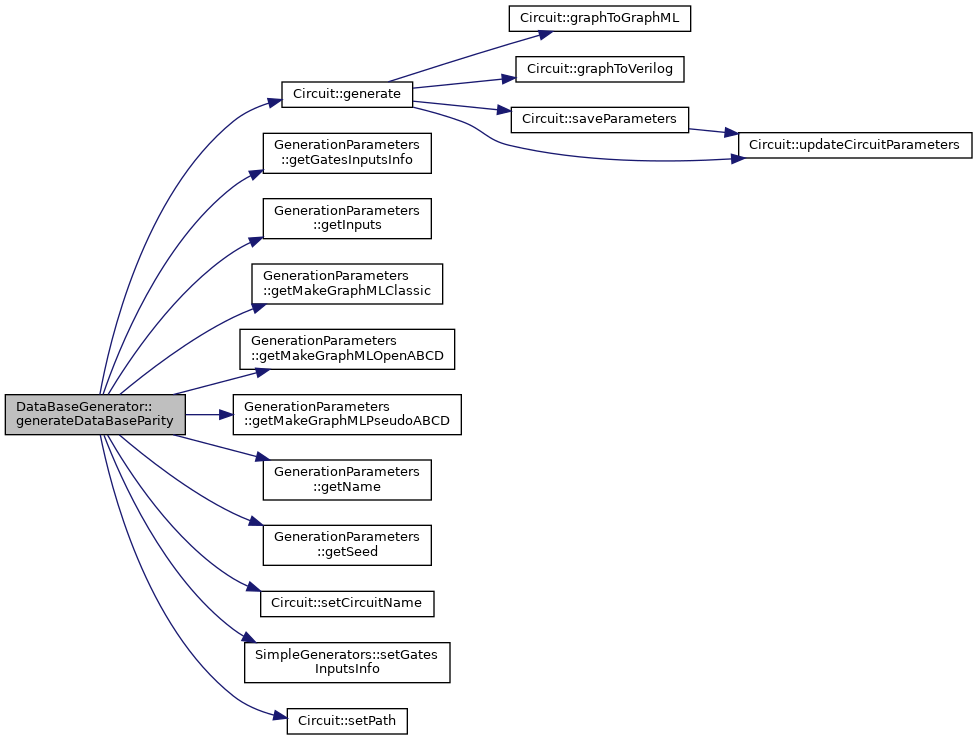 Circuit::graphToGraphML
Circuit::graphToVerilog
Circuit::generate
Circuit::saveParameters
Circuit::updateCircuitParameters
GenerationParameters
::getGatesInputsInfo
GenerationParameters
::getInputs
GenerationParameters
::getMakeGraphMLClassic
GenerationParameters
::getMakeGraphMLOpenABCD
DataBaseGenerator::
generateDataBaseParity
GenerationParameters
::getMakeGraphMLPseudoABCD
GenerationParameters
::getName
GenerationParameters
::getSeed
Circuit::setCircuitName
SimpleGenerators::setGates
InputsInfo
Circuit::setPath